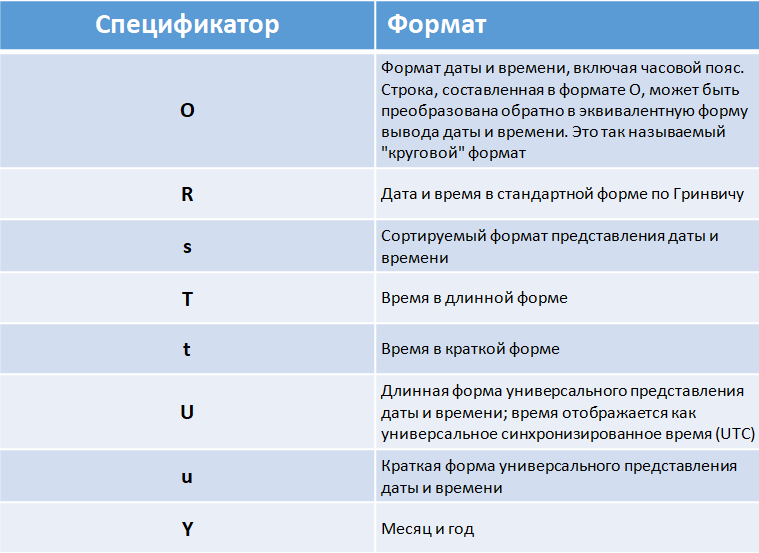 Спецификатор
Формат
O
Формат даты и времени, включая часовой пояс.
Строка, составленная в формате O, может быть
преобразована обратно в эквивалентную форму
вывода даты и времени. Это так называемый
"круговой" формат
R
Дата и время в стандартной форме по Гринвичу
s
Сортируемый формат представления даты и
времени
T
Время в длинной форме
t
Время в краткой форме
U
Длинная форма универсального представления
даты и времени; время отображается как
универсальное синхронизированное время (UTC)
u
Краткая форма универсального представления
даты и времени
Y
Месяц и год